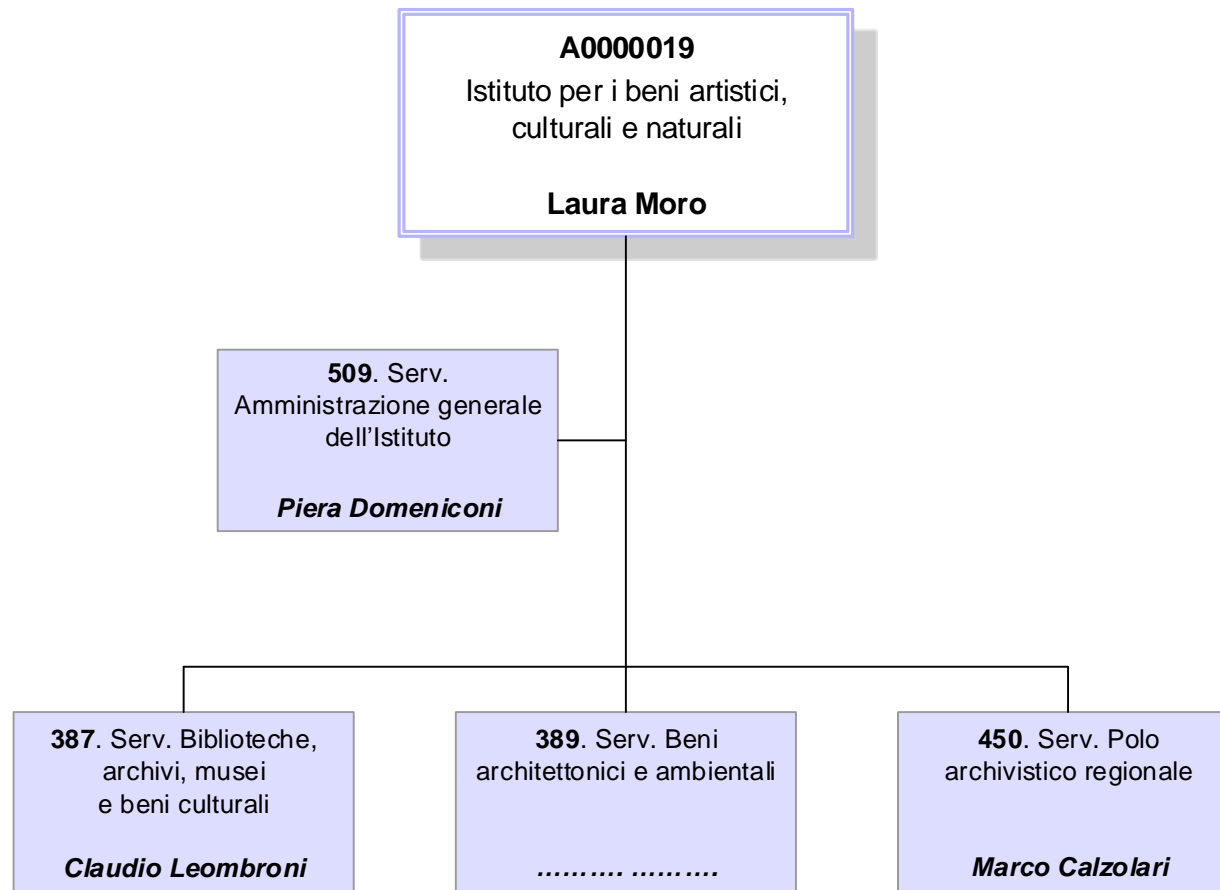 A0000019
Istituto per i beni artistici,
culturali e naturali
Laura Moro
509. Serv.
Amministrazione generale
dell'Istituto
Piera Domeniconi
387. Serv. Biblioteche,
archivi, musei
e beni culturali
Claudio Leombroni
389. Serv. Beni
architettonici e ambientali
………. ……….
450. Serv. Polo
archivistico regionale
Marco Calzolari